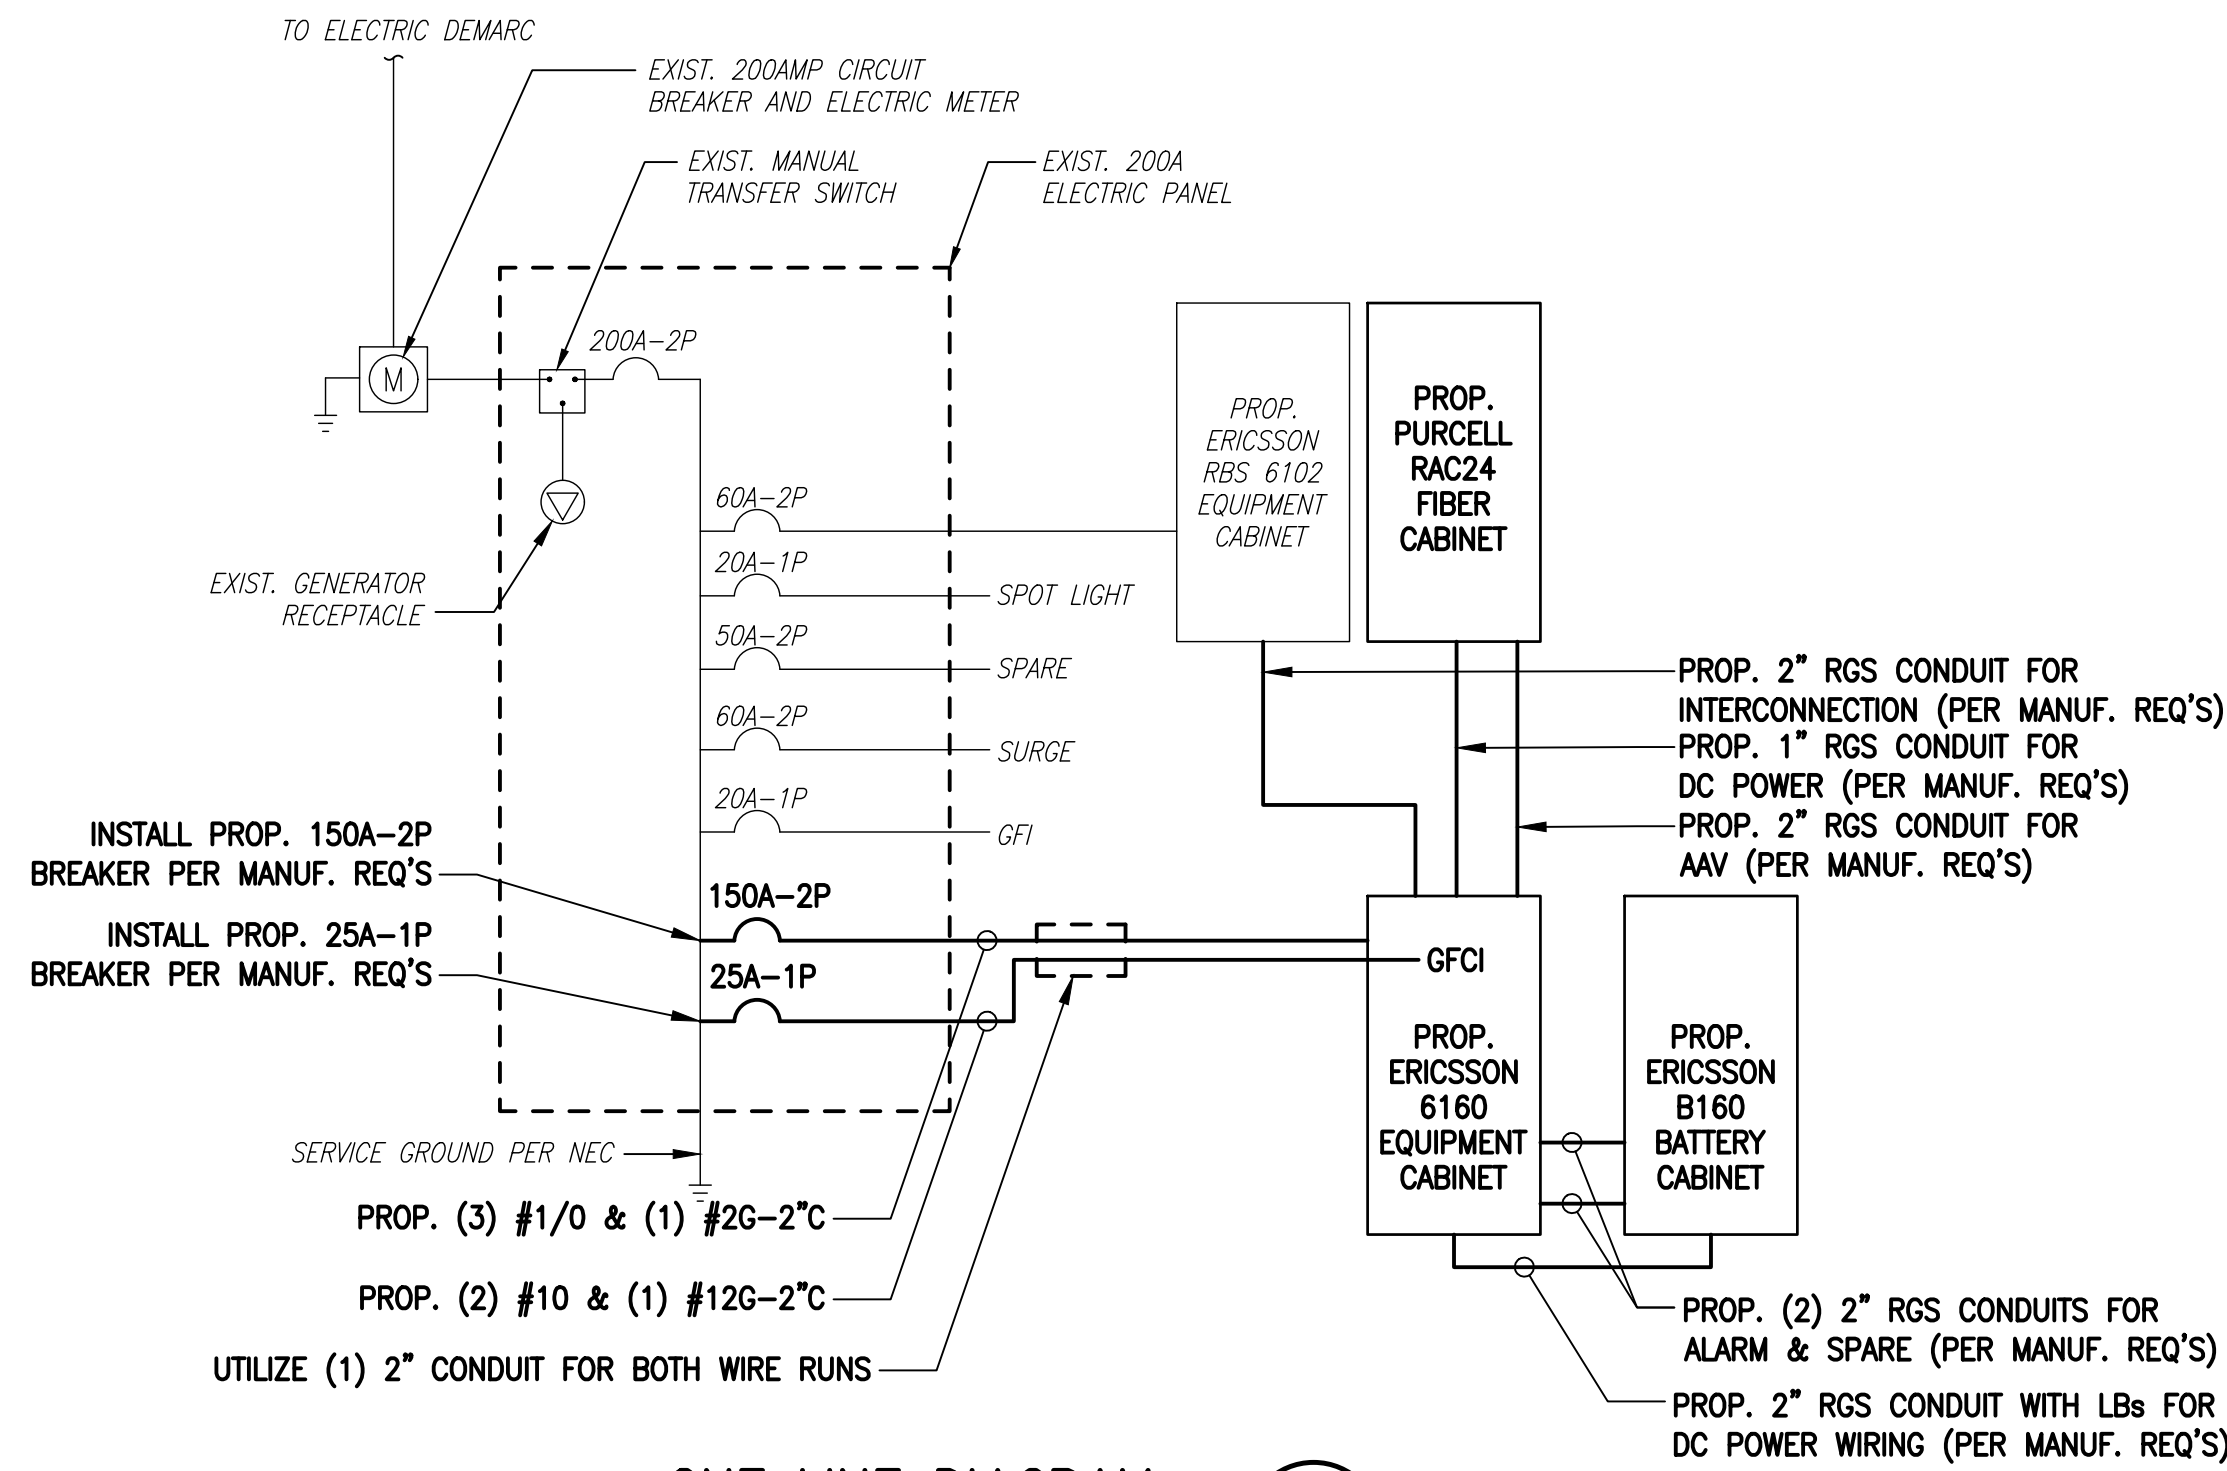 TO ELECTRIC DEMARC
EXIST. 200AMP CIRCUIT
BREAKER AND ELECTRIC METER
EXIST. MANUAL
TRANSFER SWITCH
EXIST. 200A
ELECTRIC PANEL
200A-2P
M
EXIST. GENERATOR
RECEPTACLE
60A-2P
20A-1P
SPOT LIGHT
50A-2P
SPARE
60A-2P
SURGE
20A-1P
GFI
PROP.
ERICSSON
RBS 6102
EQUIPMENT
CABINET
PROP.
PURCELL
RAC24
FIBER
CABINET
PROP. 2" RGS CONDUIT FOR
INTERCONNECTION (PER MANUF. REQ'S)
PROP. 1" RGS CONDUIT FOR
DC POWER (PER MANUF. REQ'S)
PROP. 2" RGS CONDUIT FOR
AAV (PER MANUF. REQ'S)
INSTALL PROP. 150A-2P
BREAKER PER MANUF. REQ'S
150A-2P
INSTALL PROP. 25A-1P
BREAKER PER MANUF. REQ'S
25A-1P
GFCI
PROP.
ERICSSON
6160
EQUIPMENT
CABINET
PROP.
ERICSSON
B160
BATTERY
CABINET
SERVICE GROUND PER NEC
PROP. (3) #1/0 & (1) #2G-2"C
PROP. (2) #10 & (1) #12G-2"C
UTILIZE (1) 2" CONDUIT FOR BOTH WIRE RUNS
PROP. (2) 2" RGS CONDUITS FOR
ALARM & SPARE (PER MANUF. REQ'S)
PROP. 2" RGS CONDUIT WITH LBs FOR
DC POWER WIRING (PER MANUF. REQ'S)